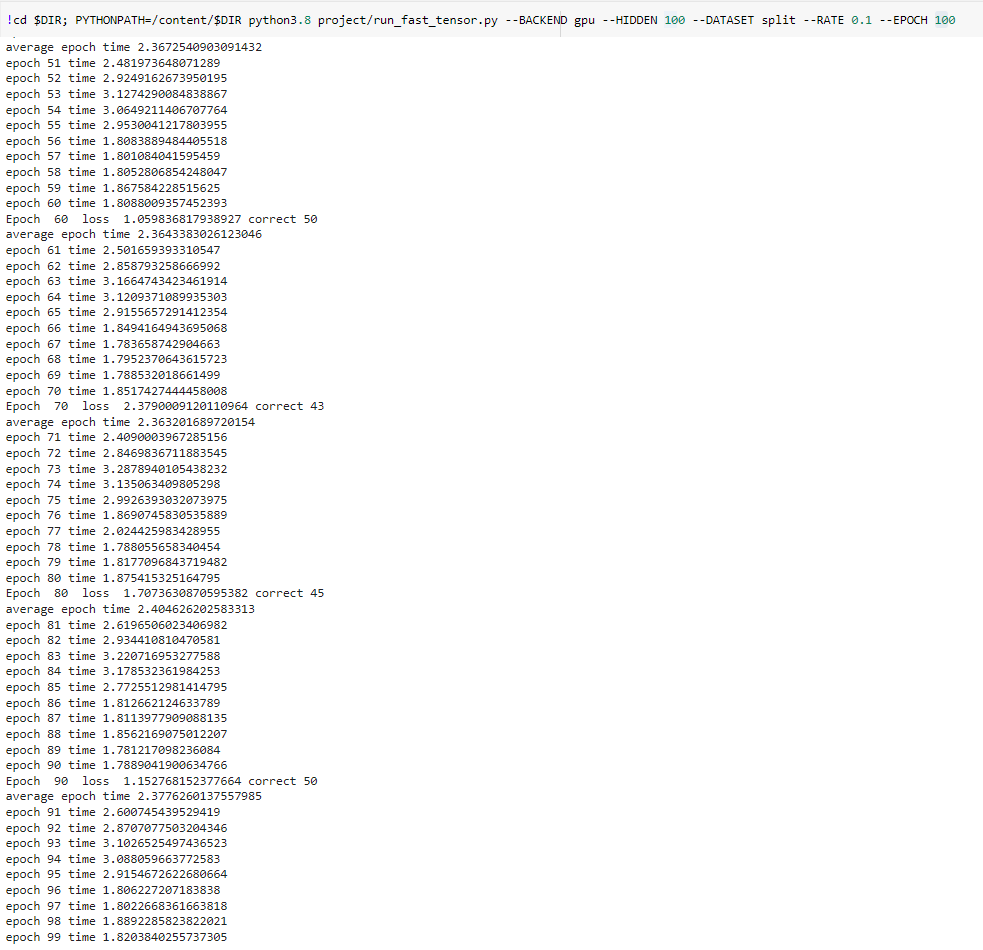 !cd $DIR; PYTHONPATH=/content/$DIR python3.8 project/run_fast_tensor.py --BACKEND gpu --HIDDEN 100 --DATASET split --RATE 0.1 --EPOCH 100
average epoch time 2.3672540903091432
epoch 51 time 2.481973648071289
epoch 52 time 2.9249162673950195
epoch 53 time 3.1274290084838867
epoch 54 time 3.0649211406707764
epoch 55 time 2.9530041217803955
epoch 56 time 1.8083889484405518
epoch 57 time 1.801084041595459
epoch 58 time 1.8052806854248047
epoch 59 time 1.867584228515625
epoch 60 time 1.8088009357452393
Epoch  60  loss  1.059836817938927 correct 50
average epoch time 2.3643383026123046
epoch 61 time 2.501659393310547
epoch 62 time 2.858793258666992
epoch 63 time 3.1664743423461914
epoch 64 time 3.1209371089935303
epoch 65 time 2.9155657291412354
epoch 66 time 1.8494164943695068
epoch 67 time 1.783658742904663
epoch 68 time 1.7952370643615723
epoch 69 time 1.788532018661499
epoch 70 time 1.8517427444458008
Epoch  70  loss  2.3790009120110964 correct 43
average epoch time 2.363201689720154
epoch 71 time 2.4090003967285156
epoch 72 time 2.8469836711883545
epoch 73 time 3.2878940105438232
epoch 74 time 3.135063409805298
epoch 75 time 2.9926393032073975
epoch 76 time 1.8690745830535889
epoch 77 time 2.024425983428955
epoch 78 time 1.788055658340454
epoch 79 time 1.8177096843719482
epoch 80 time 1.875415325164795
Epoch  80  loss  1.7073630870595382 correct 45
average epoch time 2.404626202583313
epoch 81 time 2.6196506023406982
epoch 82 time 2.934410810470581
epoch 83 time 3.220716953277588
epoch 84 time 3.178532361984253
epoch 85 time 2.7725512981414795
epoch 86 time 1.812662124633789
epoch 87 time 1.8113977909088135
epoch 88 time 1.8562169075012207
epoch 89 time 1.781217098236084
epoch 90 time 1.7889041900634766
Epoch  90  loss  1.152768152377664 correct 50
average epoch time 2.3776260137557985
epoch 91 time 2.600745439529419
epoch 92 time 2.8707077503204346
epoch 93 time 3.1026525497436523
epoch 94 time 3.088059663772583
epoch 95 time 2.9154672622680664
epoch 96 time 1.806227207183838
epoch 97 time 1.8022668361663818
epoch 98 time 1.8892285823822021
epoch 99 time 1.8203840255737305